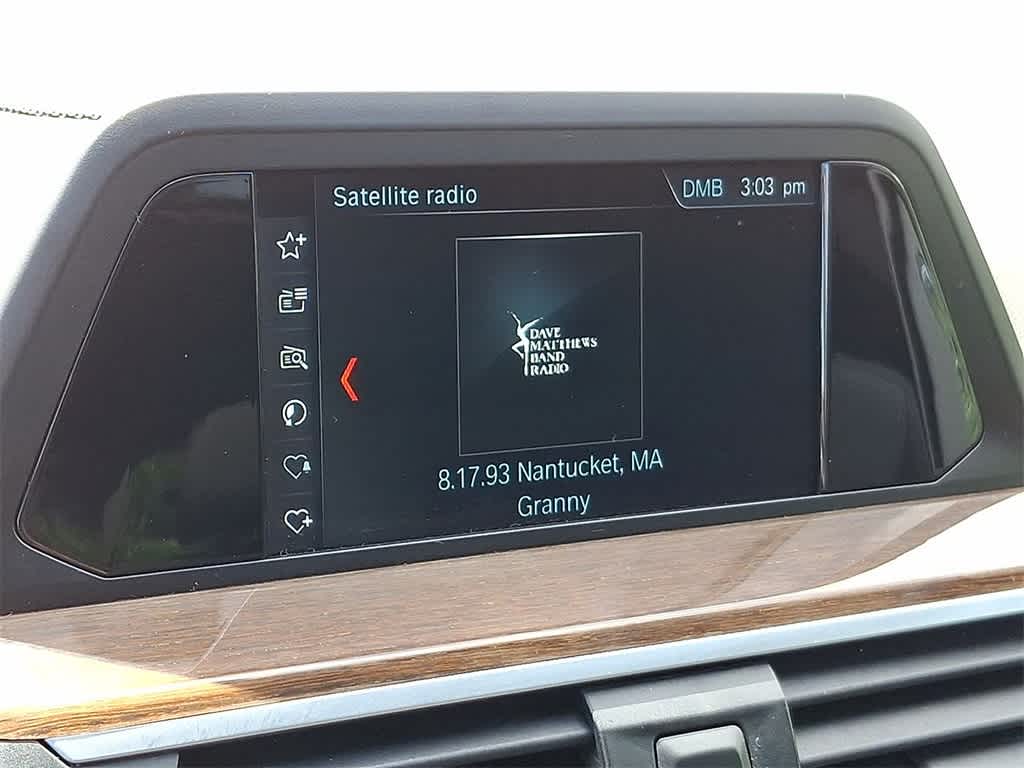 Satellite radio
DMB 3:03 pm
DAVE
MATTHEWS
BAND
RADIO
8.17.93 Nantucket, MA
Granny